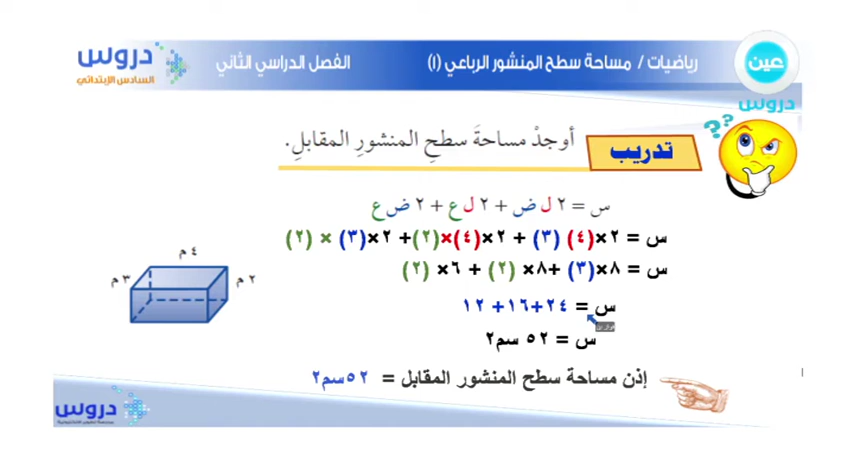 عين
دروس
رياضيات / مساحة سطح المنشور الرباعي (١)
الفصل الدراسي الثاني
دروس
السادس الإبتدائي
؟؟
تدريب
أوجدْ مساحةَ سطحِ المنشورِ المقابلِ.
س = ٢ ل ض + ٢ ل ع + ٢ ض ع
س = ٢×(٤) (٣) + ٢×(٤)×(٢)+ ٢×(٣) × (٢)
س = ٨×(٣)+ ٨× (٢) + ٦× (٢)
س = ٢٤+١٦+ ١٢
س = ٥٢ سم٢
٤ م
٣ م
٢ م
إذن مساحة سطح المنشور المقابل = ٥٢سم٢
دروس